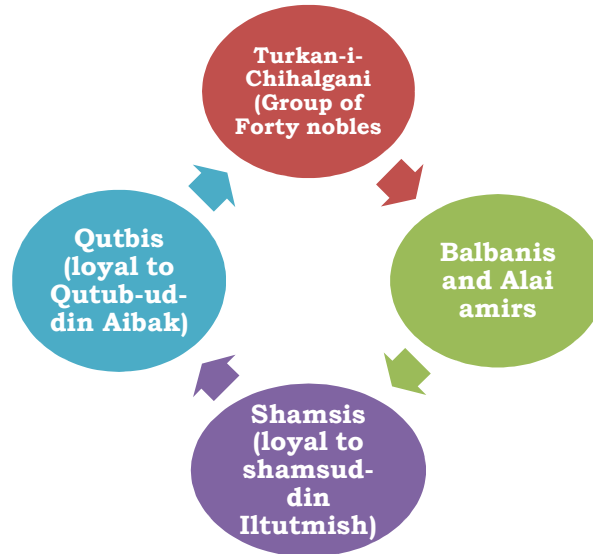 Turkan-i-
Chihalgani
(Group of
Forty nobles
Balbanis
and Alai
amirs
Shamsis
(loyal to
shamsud-
din
Iltutmish)
Qutbis
(loyal to
Qutub-ud-
din Aibak)